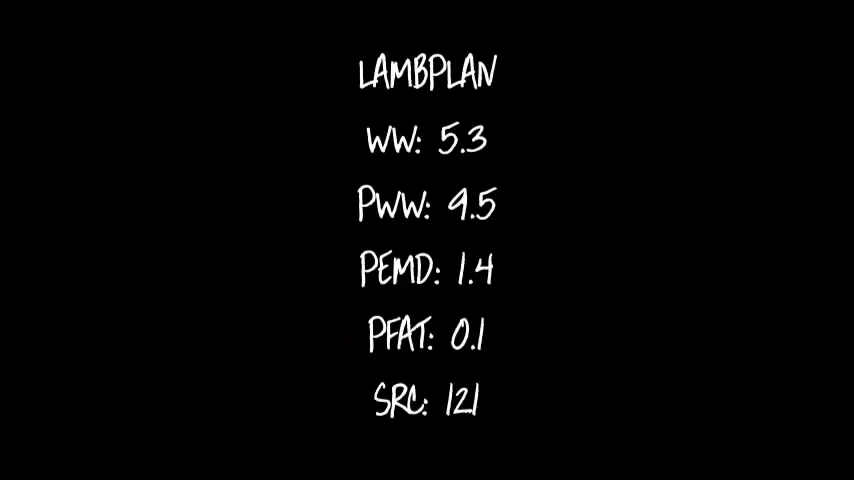 LAMBPLAN
WW: 5.3
PWW: 9.5
PEMD: 1.4
PFAT: 0.1
SRC: 121